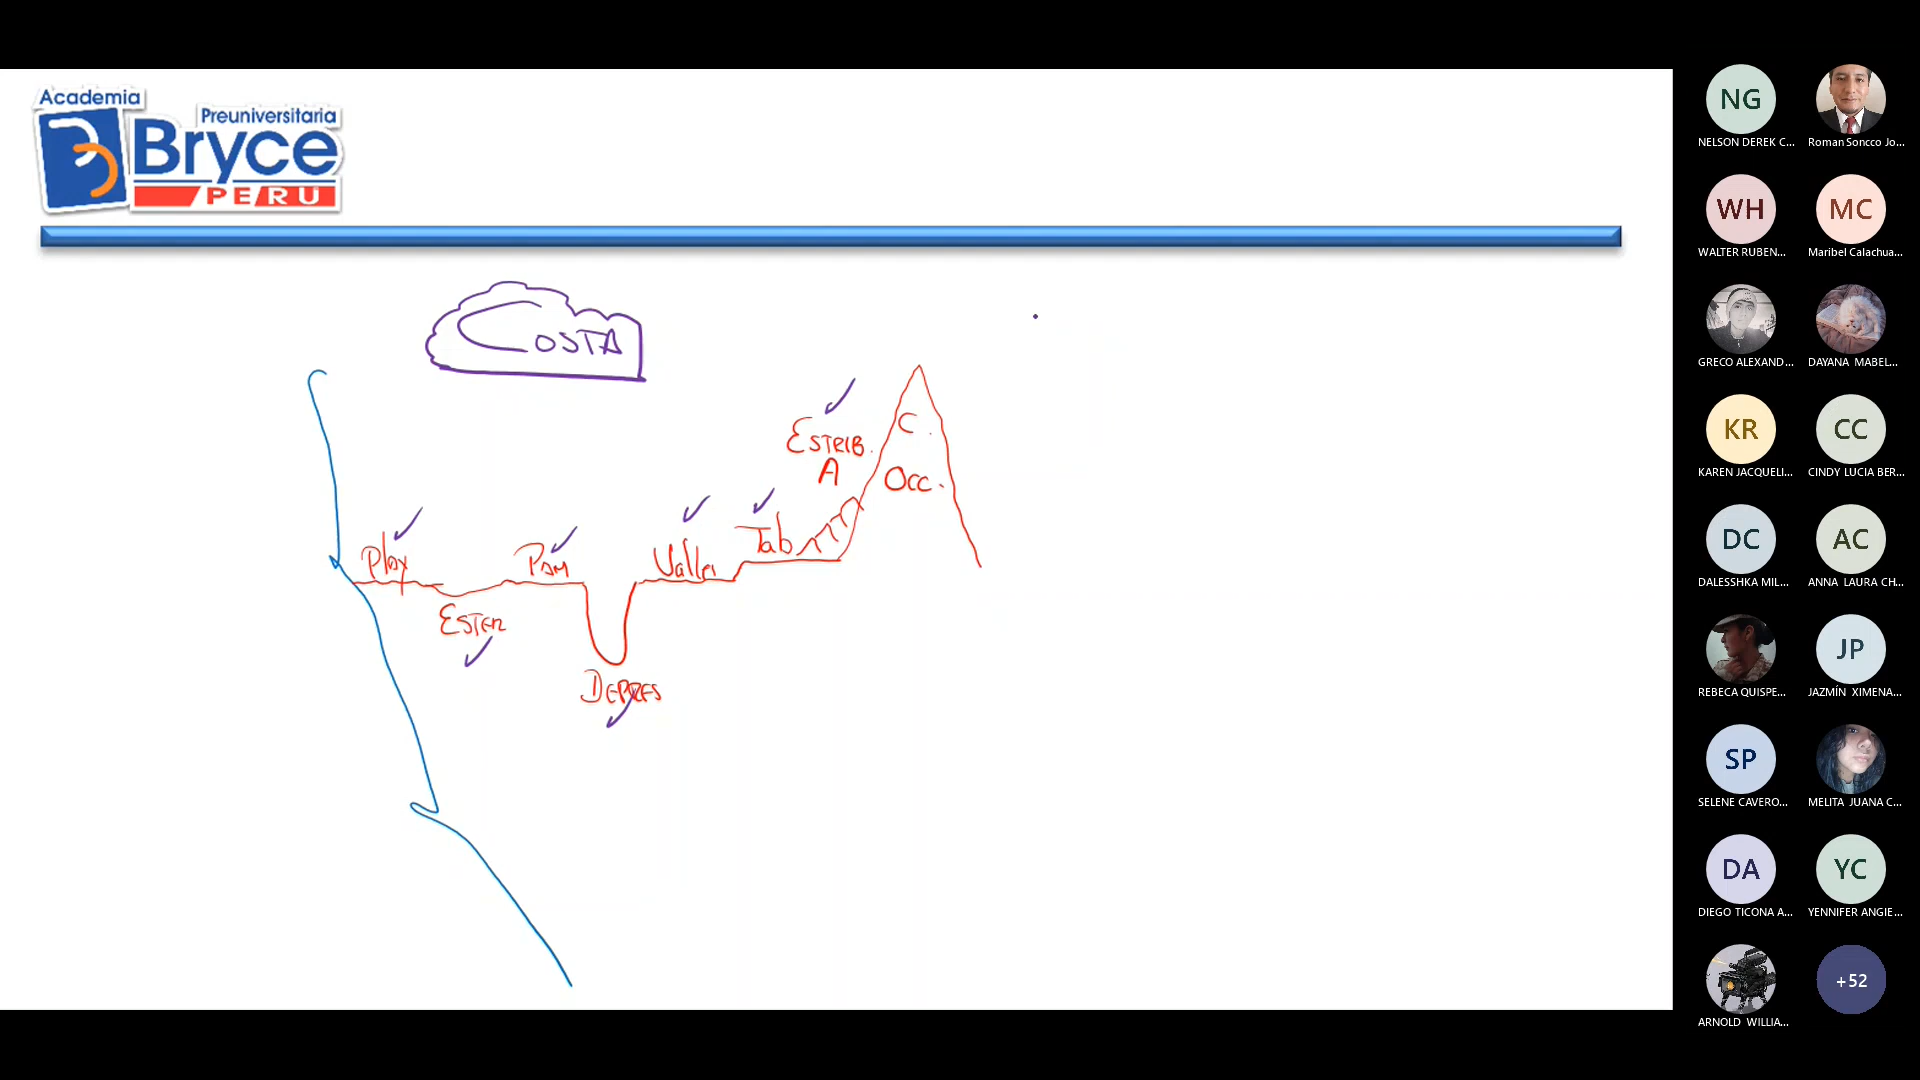 Academia
Preuniversitaria
Bryce
PERU
COSTA
ESTRIB.
A
C.
Occ.
Play
Pam
Valles
Tab
ESTER
DEPRES
NG
NELSON DEREK C...
Roman Soncco Jo...
WH
WALTER RUBEN...
MC
Maribel Calachua...
GRECO ALEXAND...
DAYANA MABEL...
KR
KAREN JACQUELI...
CC
CINDY LUCIA BER...
DC
DALESSHKA MIL...
AC
ANNA LAURA CH...
REBECA QUISPE...
JP
JAZMÍN XIMENA...
SP
SELENE CAVERO...
MELITA JUANA C...
DA
DIEGO TICONA A...
YC
YENNIFER ANGIE...
ARNOLD WILLIA...
+52